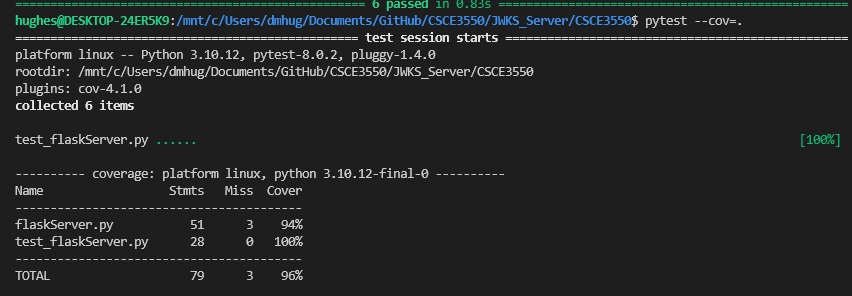 ============================================== 6 passed in 0.83s ==============================================
hughes@DESKTOP-24ER5K9:/mnt/c/Users/dmhug/Documents/GitHub/CSCE3550/JWKS_Server/CSCE3550$ pytest --cov=.
============================================= test session starts =============================================
platform linux -- Python 3.10.12, pytest-8.0.2, pluggy-1.4.0
rootdir: /mnt/c/Users/dmhug/Documents/GitHub/CSCE3550/JWKS_Server/CSCE3550
plugins: cov-4.1.0
collected 6 items
test_flaskServer.py ...... [100%]
---------- coverage: platform linux, python 3.10.12-final-0 ----------
Name Stmts Miss Cover
-----------------------------------------
flaskServer.py 51 3 94%
test_flaskServer.py 28 0 100%
-----------------------------------------
TOTAL 79 3 96%